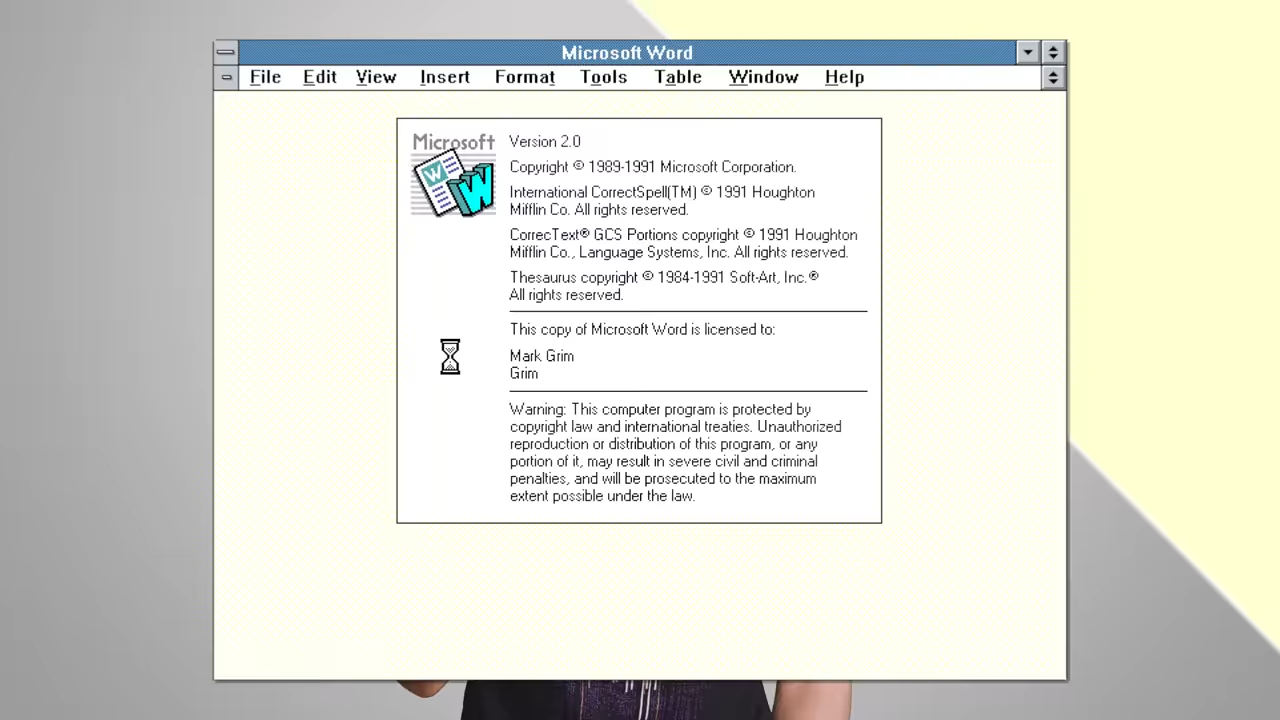 Microsoft Word
File Edit View Insert Format Tools Table Window Help
Microsoft
W
W
Version 2.0
Copyright © 1989-1991 Microsoft Corporation.
International CorrectSpell(TM) © 1991 Houghton
Mifflin Co. All rights reserved.
CorrecText® GCS Portions copyright © 1991 Houghton
Mifflin Co., Language Systems, Inc. All rights reserved.
Thesaurus copyright © 1984-1991 Soft-Art, Inc.®
All rights reserved.
This copy of Microsoft Word is licensed to:
Mark Grim
Grim
Warning: This computer program is protected by
copyright law and international treaties. Unauthorized
reproduction or distribution of this program, or any
portion of it, may result in severe civil and criminal
penalties, and will be prosecuted to the maximum
extent possible under the law.